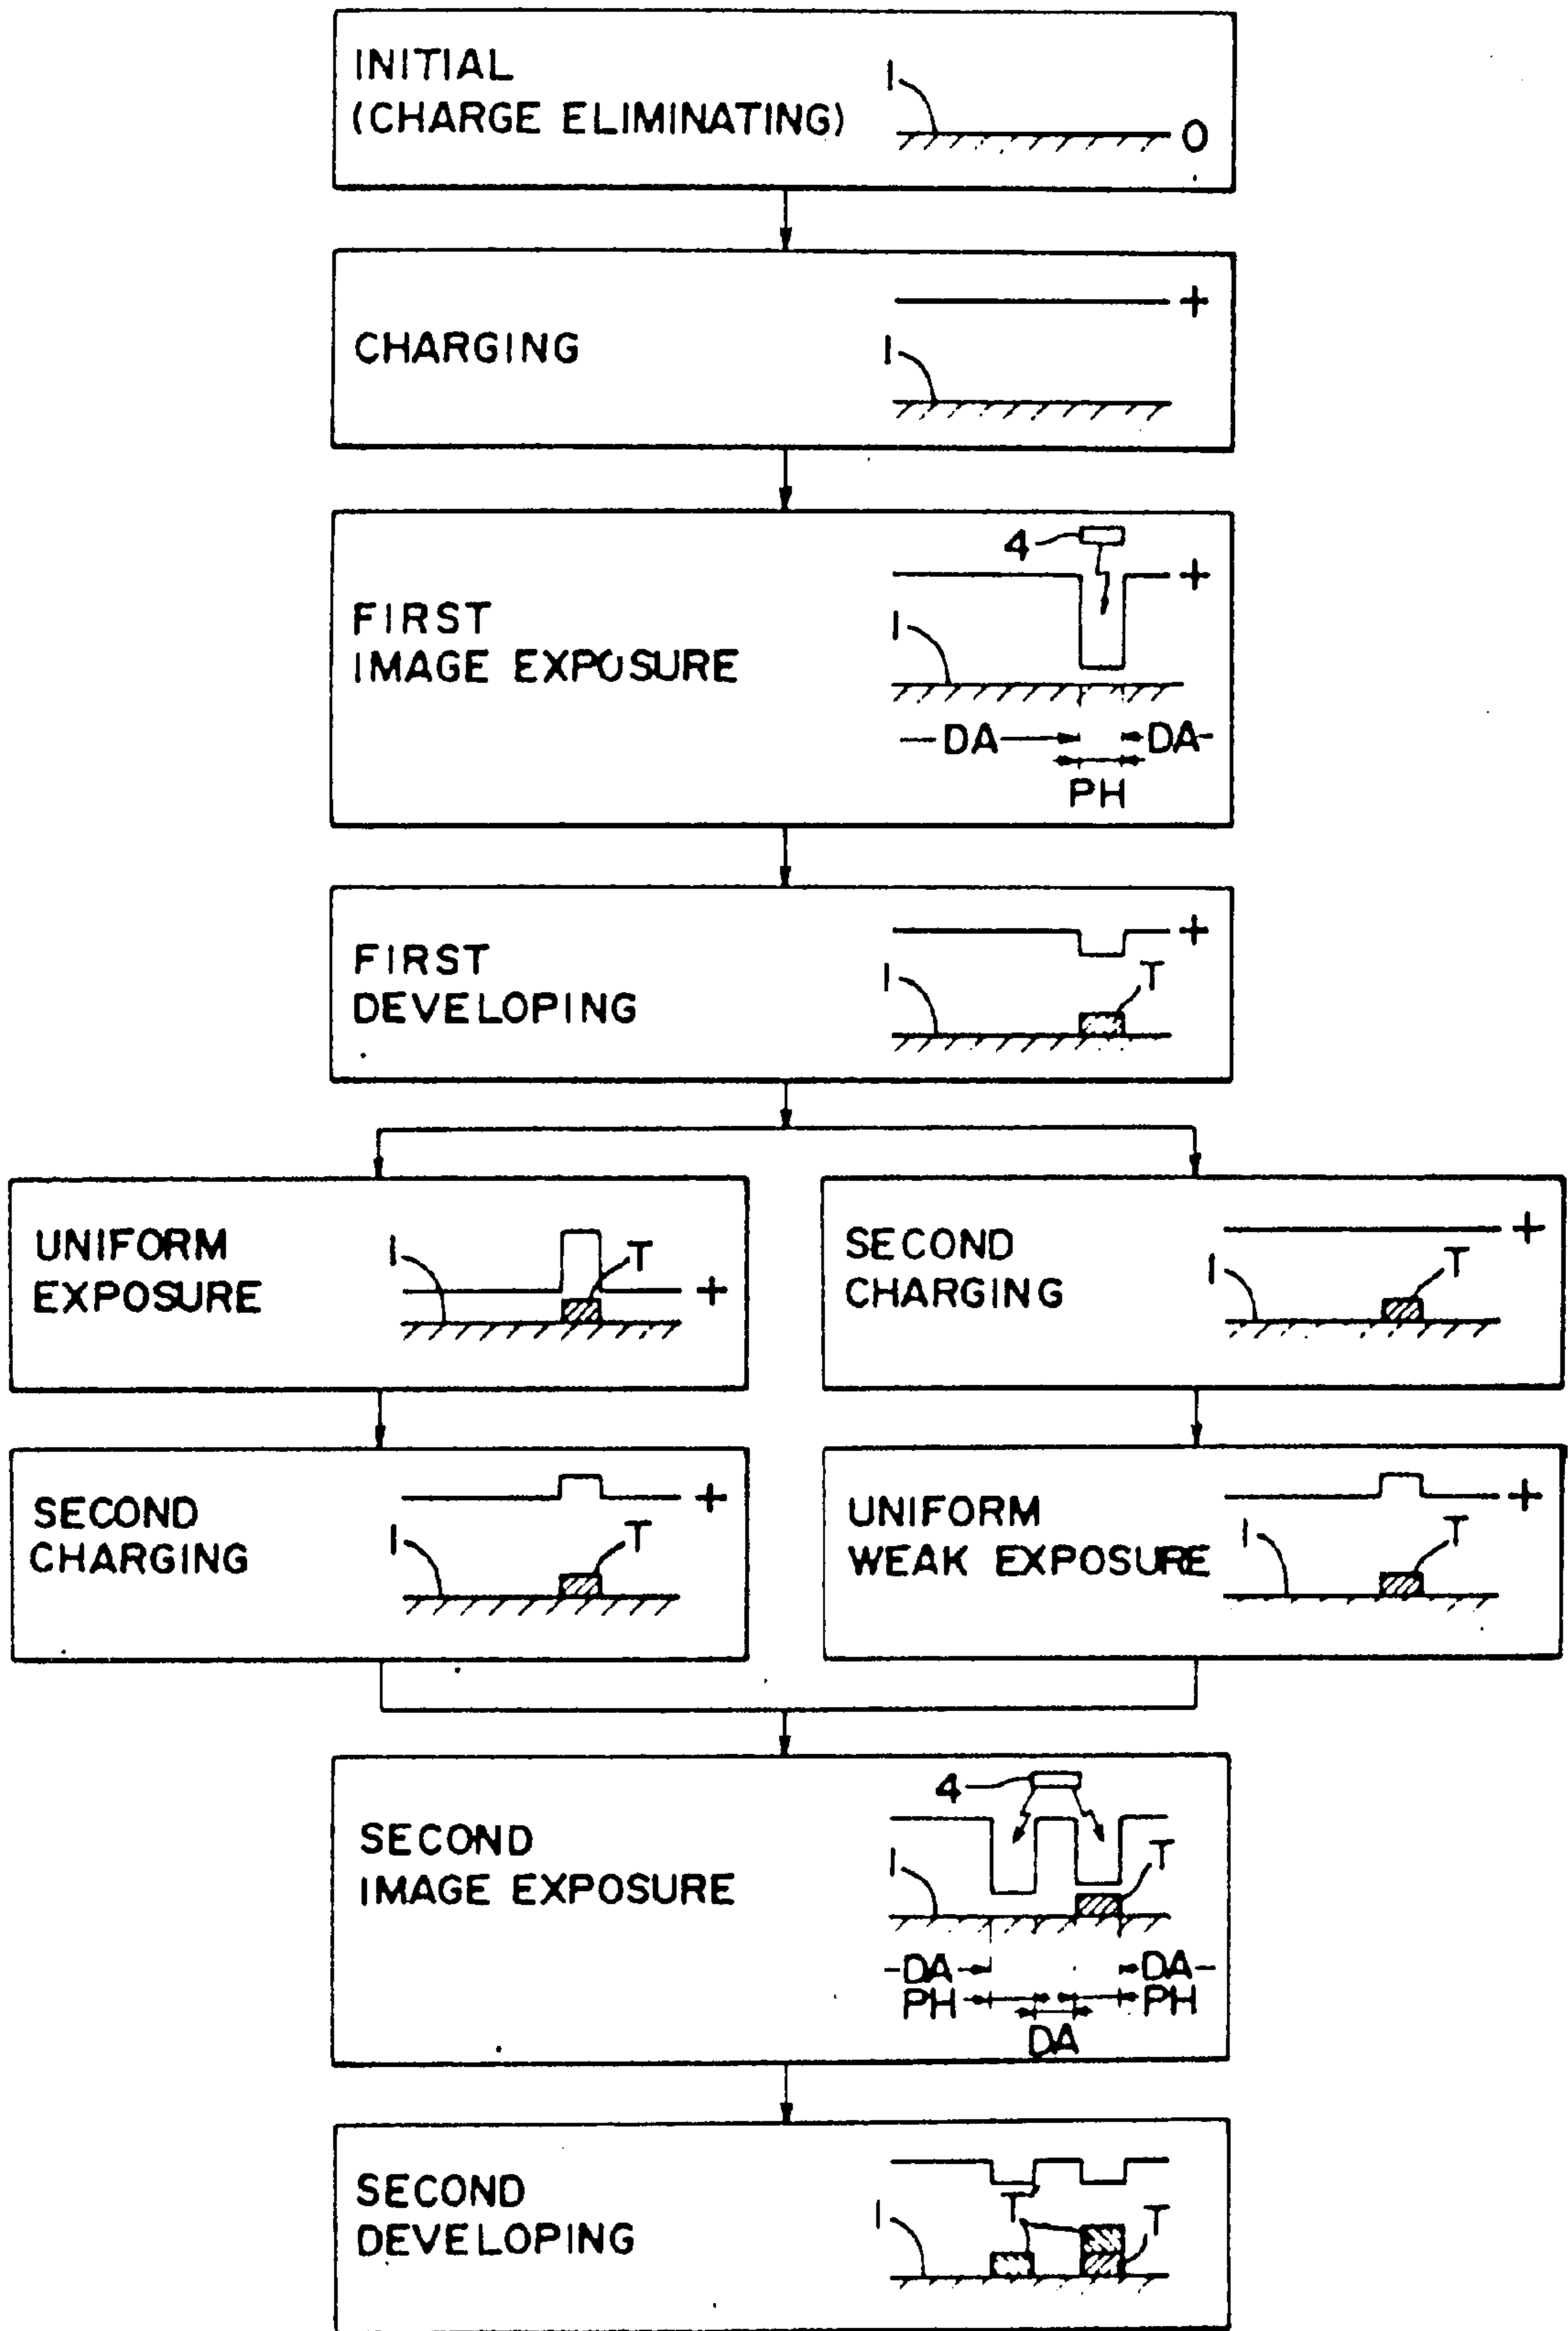 INITIAL
(CHARGE ELIMINATING)
1
0
CHARGING
+
1
FIRST
IMAGE EXPOSURE
4
+
1
DA
DA
PH
FIRST
DEVELOPING
+
1
T
UNIFORM
EXPOSURE
1
T
+
SECOND
CHARGING
+
1
T
SECOND
CHARGING
+
1
T
UNIFORM
WEAK EXPOSURE
+
1
T
SECOND
IMAGE EXPOSURE
4
1
T
DA
DA
PH
PH
DA
SECOND
DEVELOPING
1
T
T